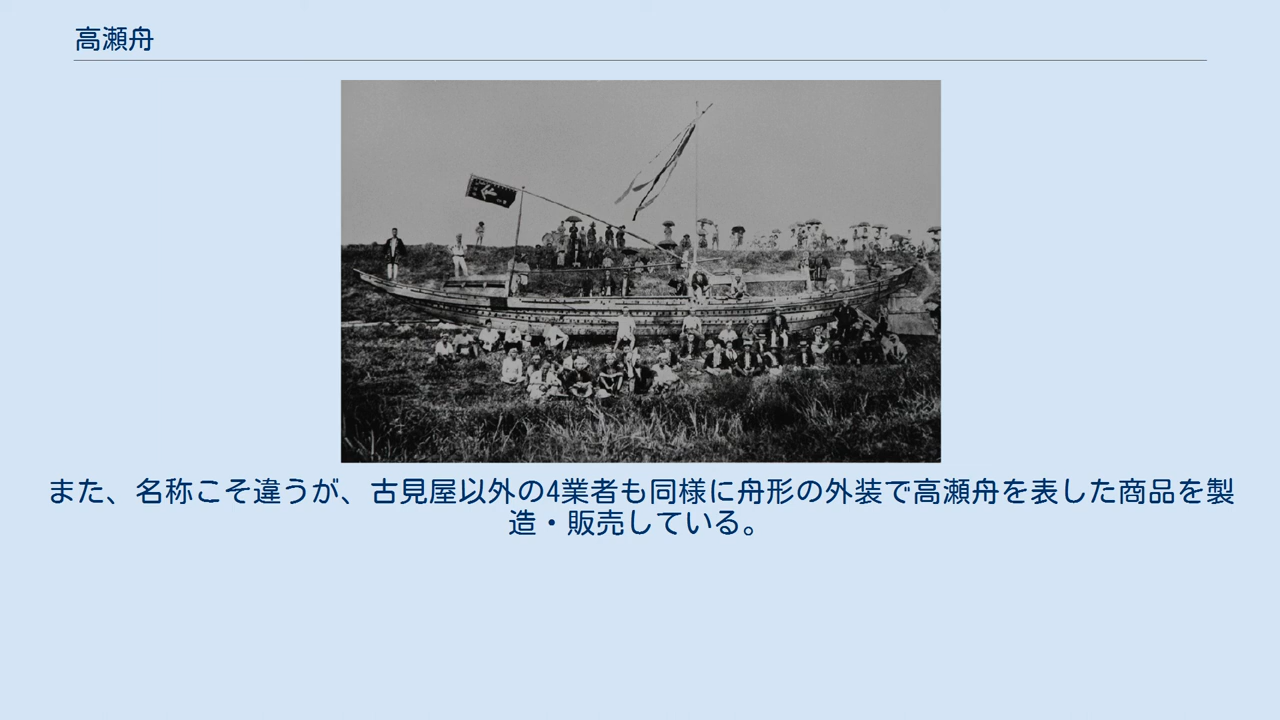 高瀬舟
また、名称こそ違うが、古見屋以外の4業者も同様に舟形の外装で高瀬舟を表した商品を製
造・販売している。